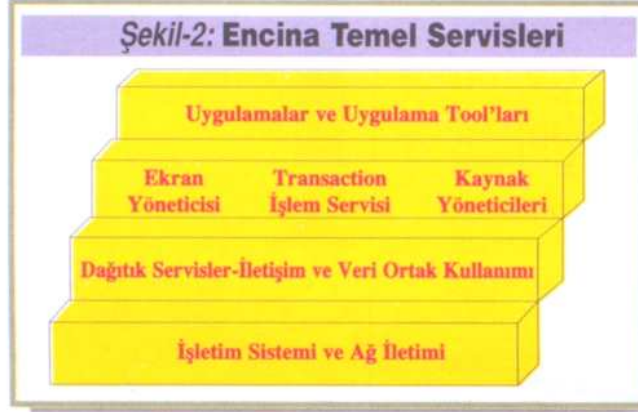 Şekil-2: Encina Temel Servisleri
Uygulamalar ve Uygulama Tool'ları
Ekran Transaction Kaynak
Yöneticisi İşlem Servisi Yöneticileri
Dağıtık Servisler-İletişim ve Veri Ortak Kullanımı
İşletim Sistemi ve Ağ İletimi